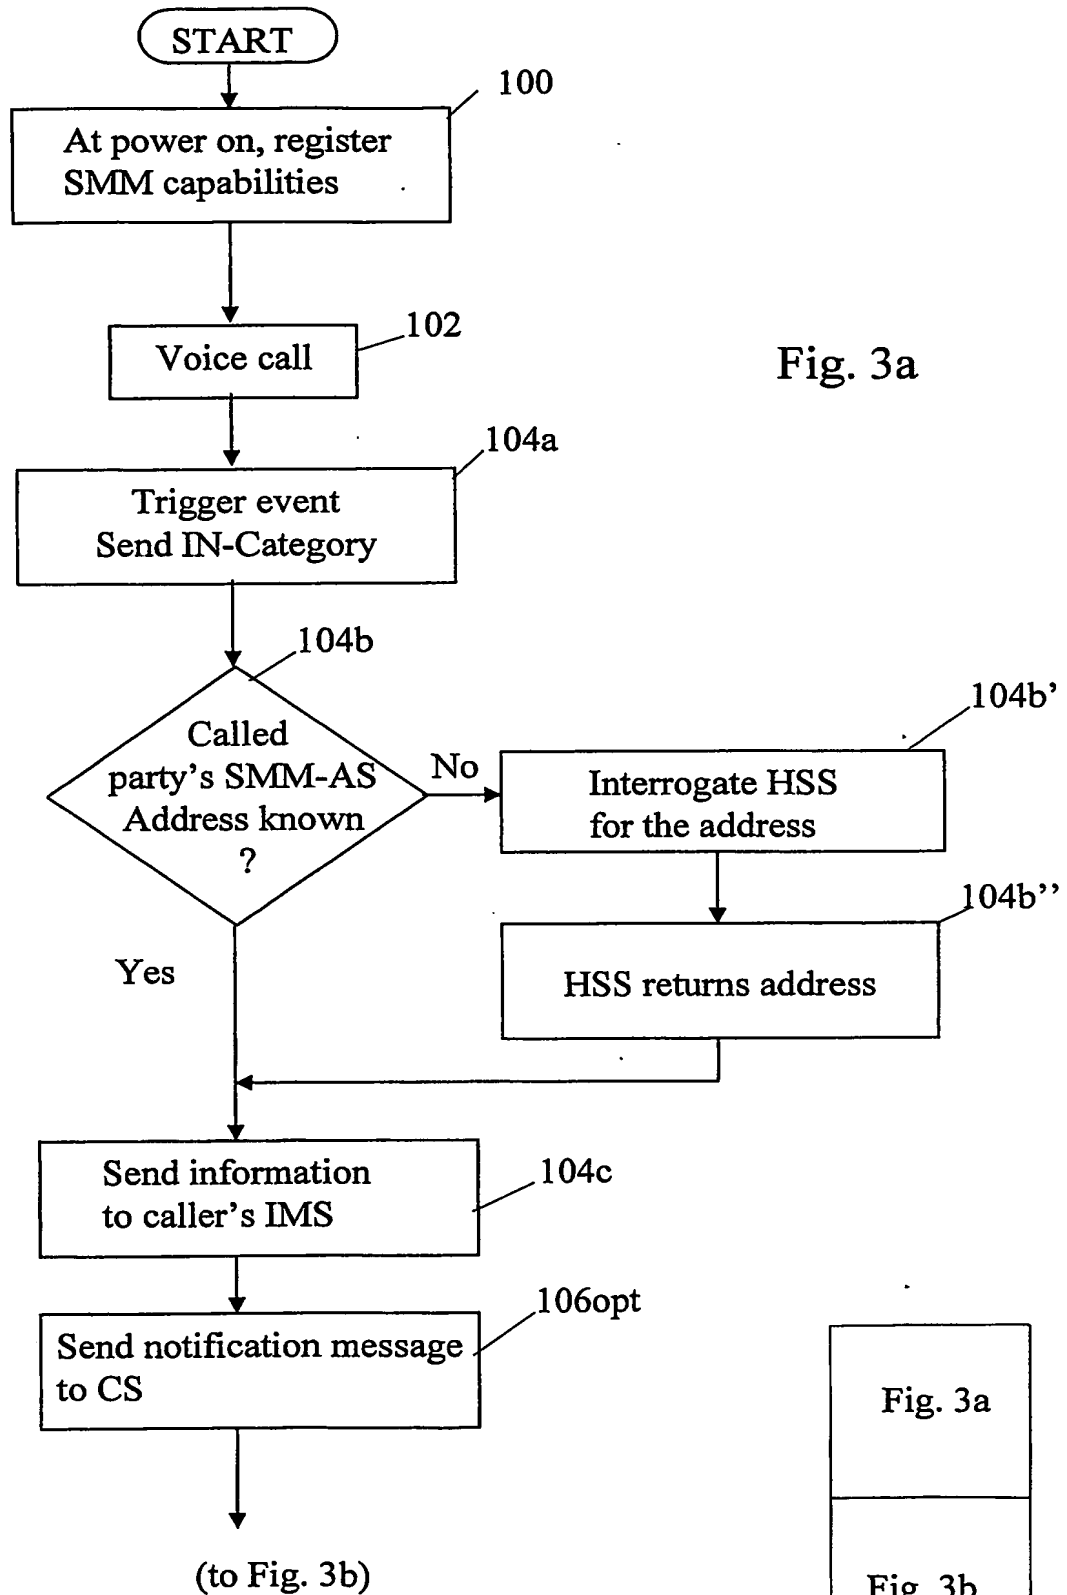 START
100
At power on, register
SMM capabilities
102
Voice call
Fig. 3a
104a
Trigger event
Send IN-Category
104b
Called
party's SMM-AS
Address known
?
No
104b'
Interrogate HSS
for the address
104b''
HSS returns address
Yes
Send information
to caller's IMS
104c
106opt
Send notification message
to CS
Fig. 3a
(to Fig. 3b)
Fig. 3b